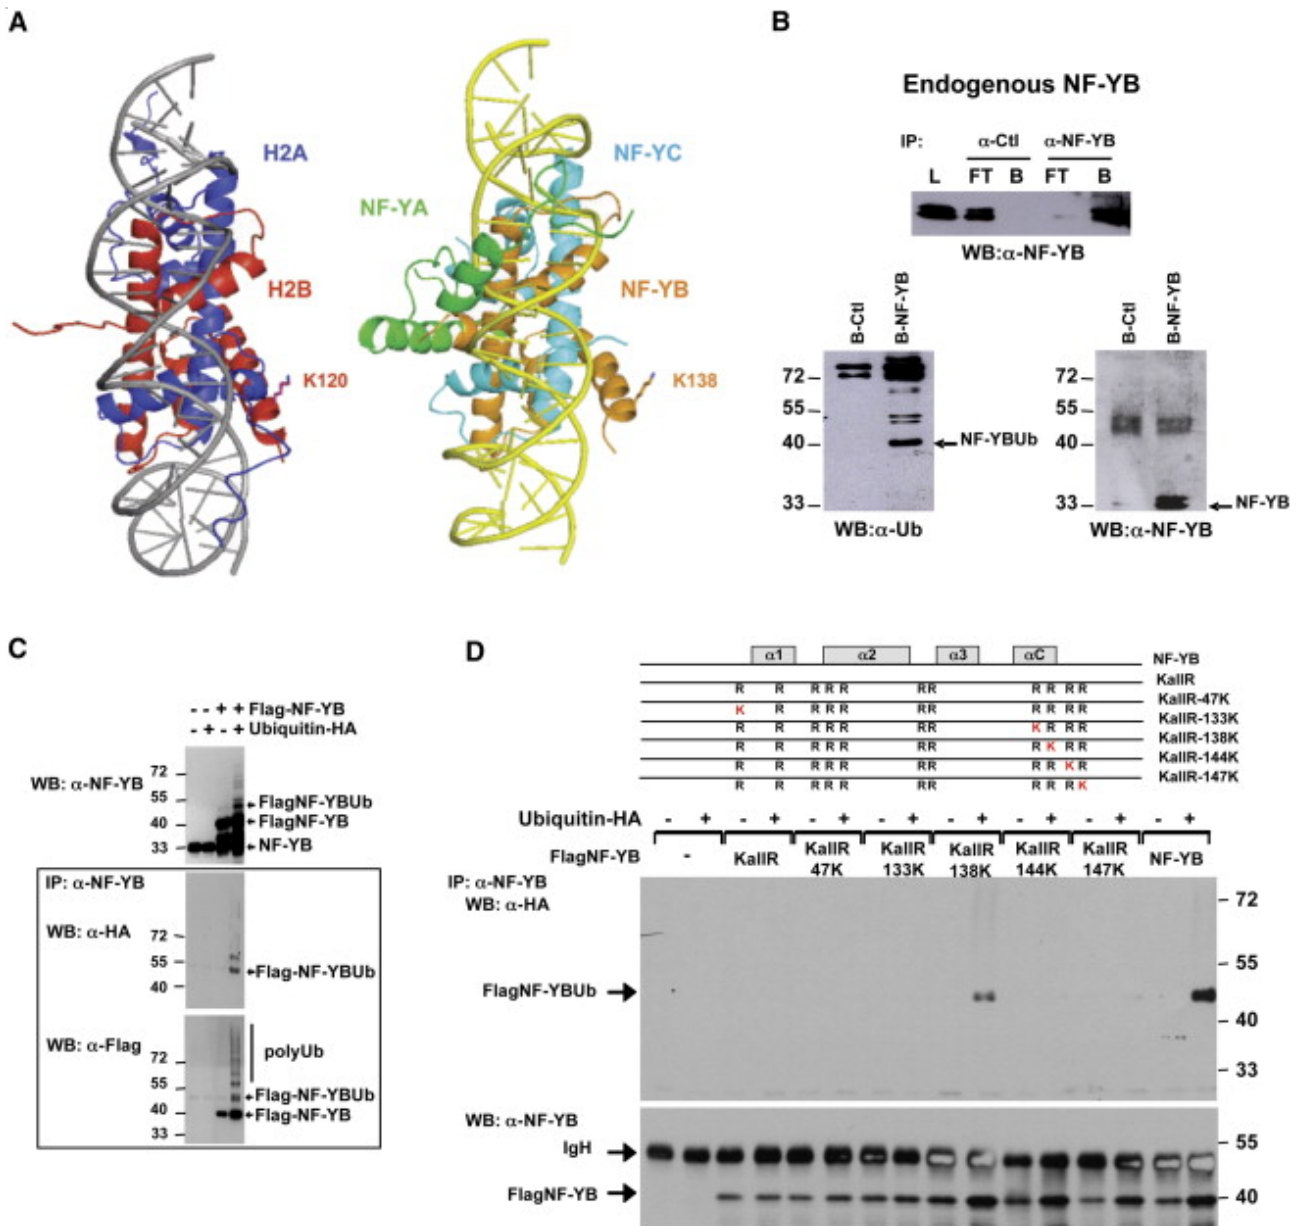 A
H2A
H2B
K120
NF-YC
NF-YA
NF-YB
K138
B
Endogenous NF-YB
IP: α-Ctl α-NF-YB
L FT B FT B
WB:α-NF-YB
B-Ctl B-NF-YB
72
55
40
33
NF-YBUb
WB:α-Ub
B-Ctl B-NF-YB
72
55
40
33
NF-YB
WB:α-NF-YB
C
- - + + Flag-NF-YB
- + - + Ubiquitin-HA
WB: α-NF-YB
72
55
40
33
FlagNF-YBUb
FlagNF-YB
NF-YB
IP: α-NF-YB
WB: α-HA
72
55
40
Flag-NF-YBUb
WB: α-Flag
72
55
40
33
polyUb
Flag-NF-YBUb
Flag-NF-YB
D
α1 α2 α3 αC NF-YB
KallR
R R R R R R R R R R R
KallR-47K
K R R R R R R R R R R
KallR-133K
R R R R R R R K R R R
KallR-138K
R R R R R R R R K R R
KallR-144K
R R R R R R R R R K R
KallR-147K
R R R R R R R R R R K
Ubiquitin-HA - + - + - + - + - + - + - + - +
FlagNF-YB - KallR KallR 47K KallR 133K KallR 138K KallR 144K KallR 147K NF-YB
IP: α-NF-YB
WB: α-HA
72
55
FlagNF-YBUb
40
33
WB: α-NF-YB
IgH
55
FlagNF-YB
40